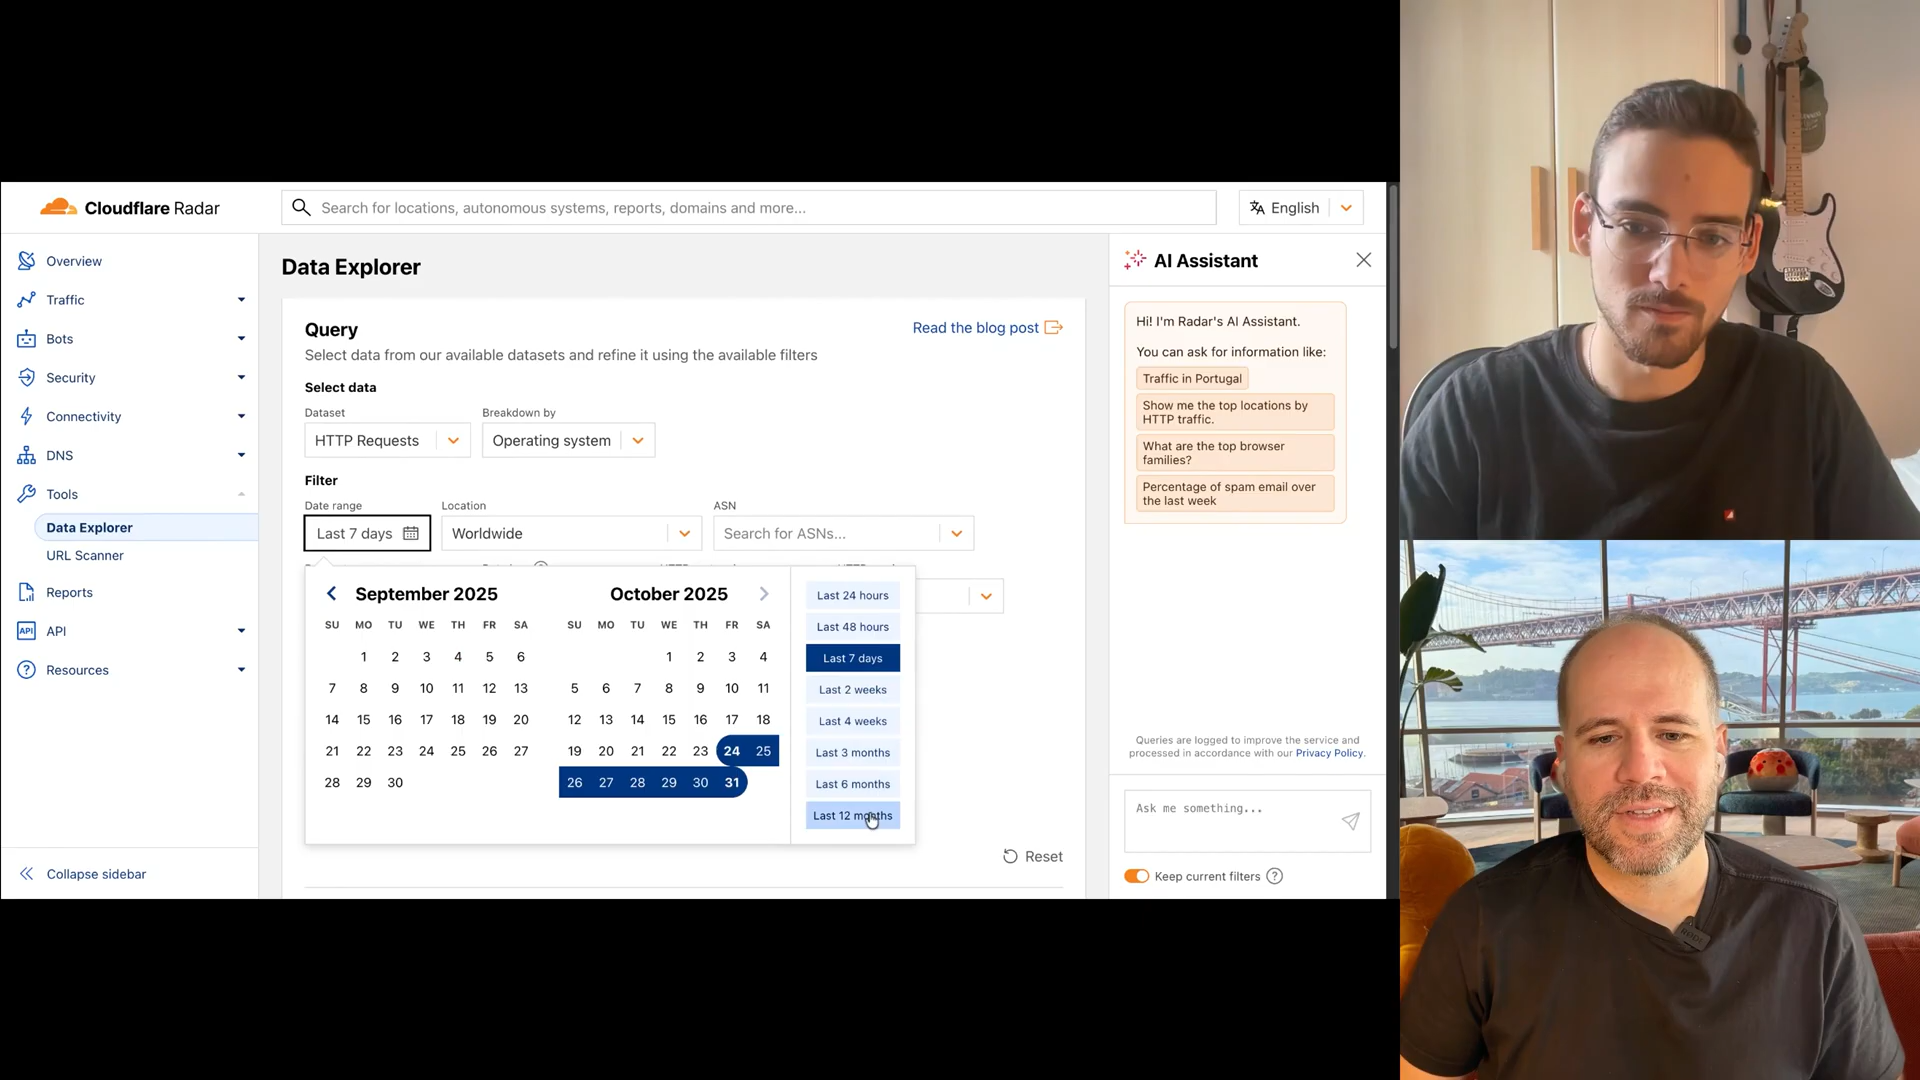 Cloudflare Radar
Search for locations, autonomous systems, reports, domains and more...
English
Overview
Traffic
Bots
Security
Connectivity
DNS
Tools
Data Explorer
URL Scanner
Reports
API
API
Resources
Collapse sidebar
Data Explorer
Query
Read the blog post
Select data from our available datasets and refine it using the available filters
Select data
Dataset
Breakdown by
HTTP Requests
Operating system
Filter
Date range
Location
ASN
Last 7 days
Worldwide
Search for ASNs...
September 2025
SU MO TU WE TH FR SA
1 2 3 4 5 6
7 8 9 10 11 12 13
14 15 16 17 18 19 20
21 22 23 24 25 26 27
28 29 30
October 2025
SU MO TU WE TH FR SA
1 2 3 4
5 6 7 8 9 10 11
12 13 14 15 16 17 18
19 20 21 22 23 24 25
26 27 28 29 30 31
Last 24 hours
Last 48 hours
Last 7 days
Last 2 weeks
Last 4 weeks
Last 3 months
Last 6 months
Last 12 months
Reset
AI Assistant
Hi! I'm Radar's AI Assistant.
You can ask for information like:
Traffic in Portugal
Show me the top locations by
HTTP traffic.
What are the top browser
families?
Percentage of spam email over
the last week
Queries are logged to improve the service and
processed in accordance with our Privacy Policy.
Ask me something...
Keep current filters
RØDE